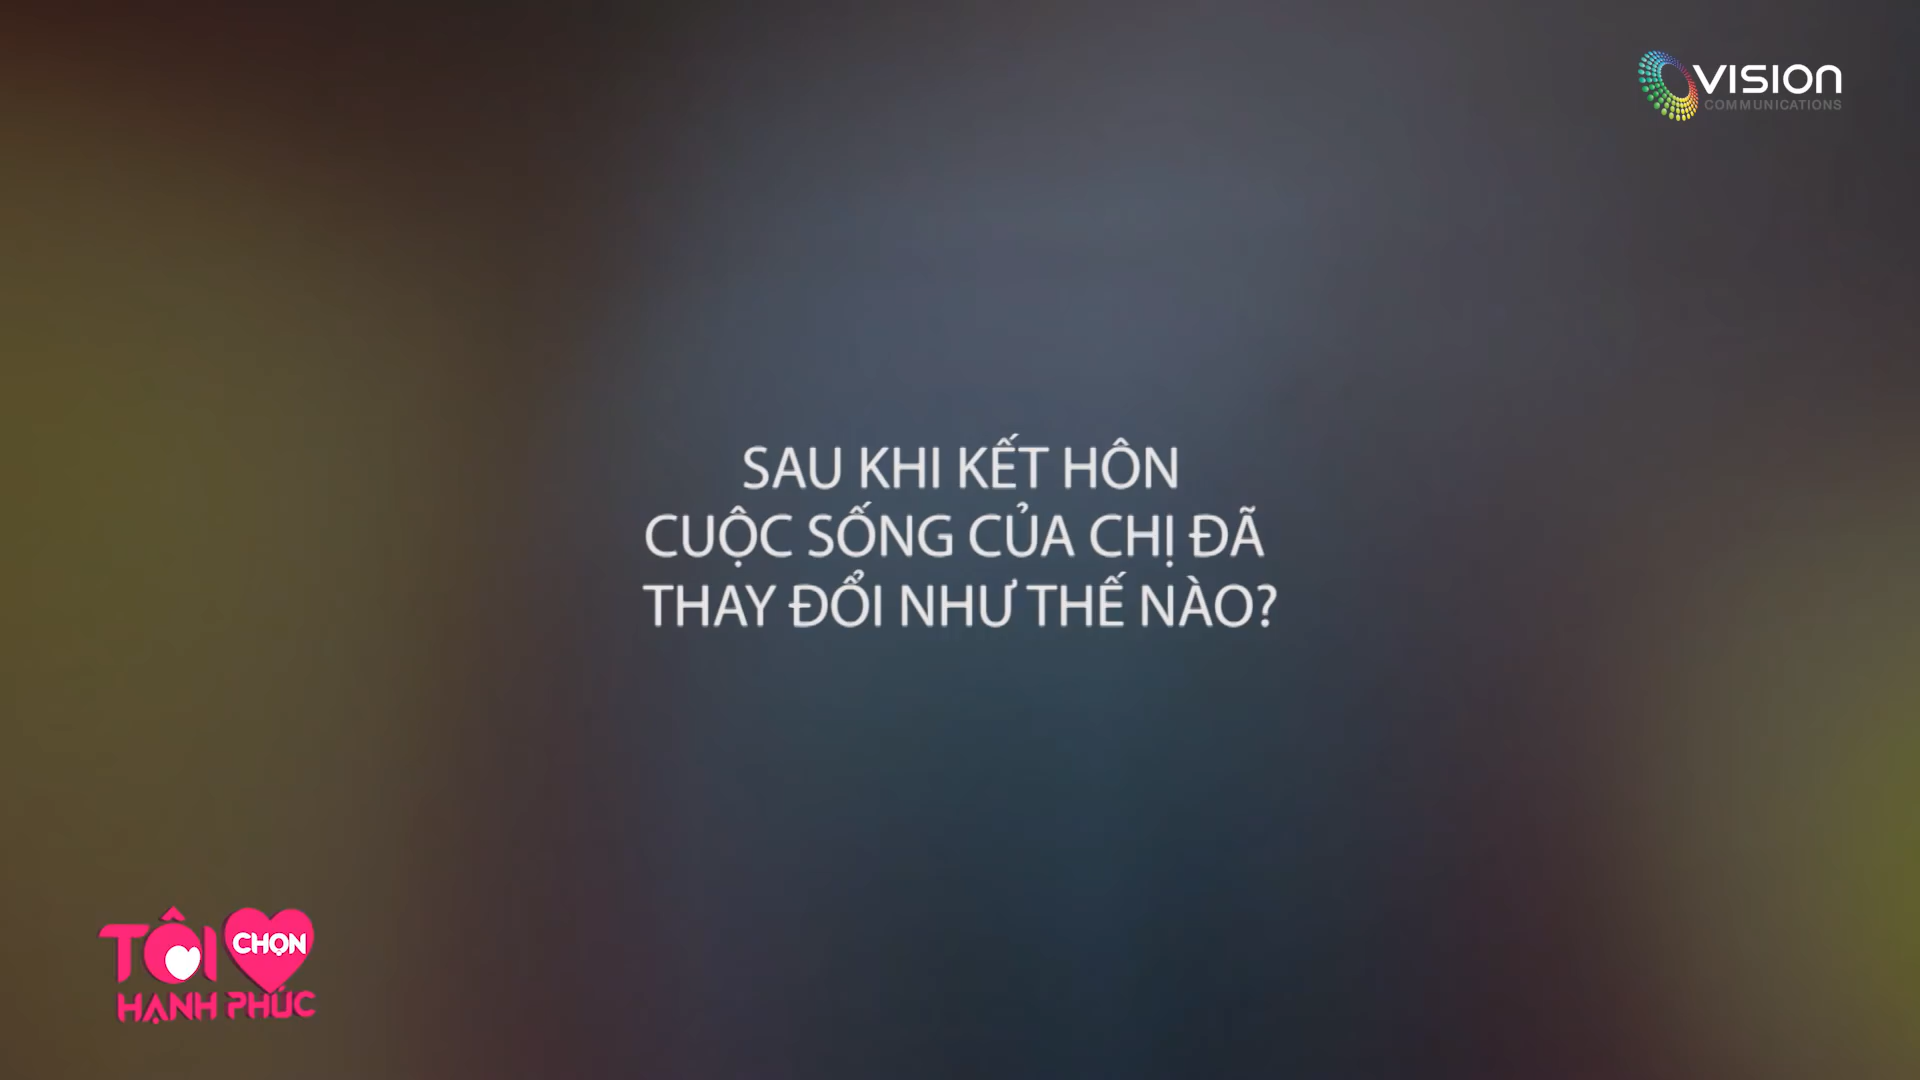 VISION
COMMUNICATIONS
SAU KHI KẾT HÔN
CUỘC SỐNG CỦA CHỊ ĐÃ
THAY ĐỔI NHƯ THẾ NÀO?
TÔI CHỌN
HẠNH PHÚC